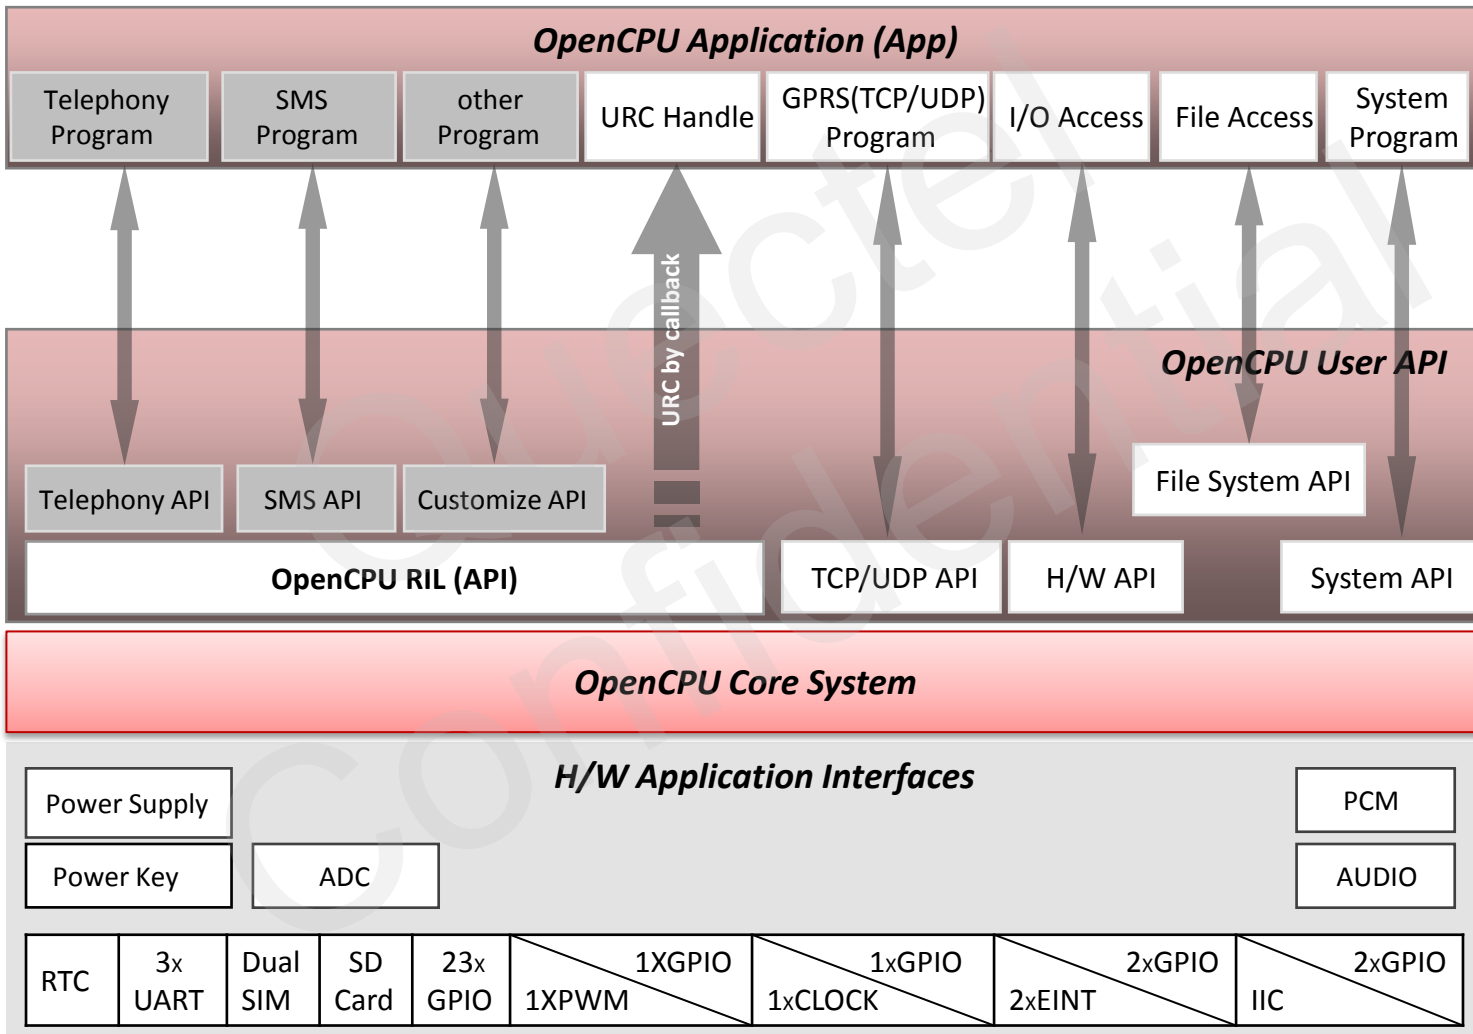 OpenCPU Application (App)
Telephony
Program
SMS
Program
other
Program
URC Handle
GPRS(TCP/UDP)
Program
I/O Access
File Access
System
Program
URC by callback
OpenCPU User API
Telephony API
SMS API
Customize API
File System API
OpenCPU RIL (API)
TCP/UDP API
H/W API
System API
OpenCPU Core System
H/W Application Interfaces
Power Supply
PCM
Power Key
ADC
AUDIO
RTC
3x
UART
Dual
SIM
SD
Card
23x
GPIO
1XGPIO
1XPWM
1xGPIO
1xCLOCK
2xGPIO
2xEINT
2xGPIO
IIC
Quectel
Confidential